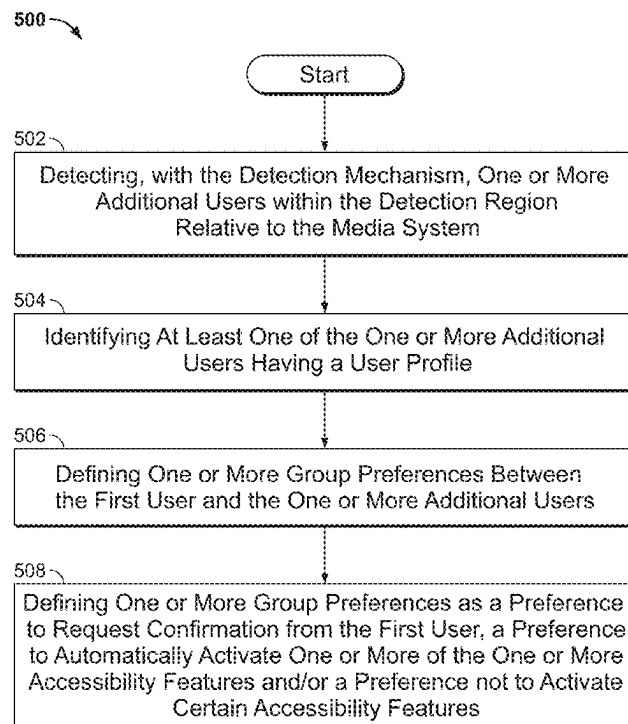 500
Start
502
Detecting, with the Detection Mechanism, One or More
Additional Users within the Detection Region
Relative to the Media System
504
Identifying At Least One of the One or More Additional
Users Having a User Profile
506
Defining One or More Group Preferences Between
the First User and the One or More Additional Users
508
Defining One or More Group Preferences as a Preference
to Request Confirmation from the First User, a Preference
to Automatically Activate One or More of the One or More
Accessibility Features and/or a Preference not to Activate
Certain Accessibility Features